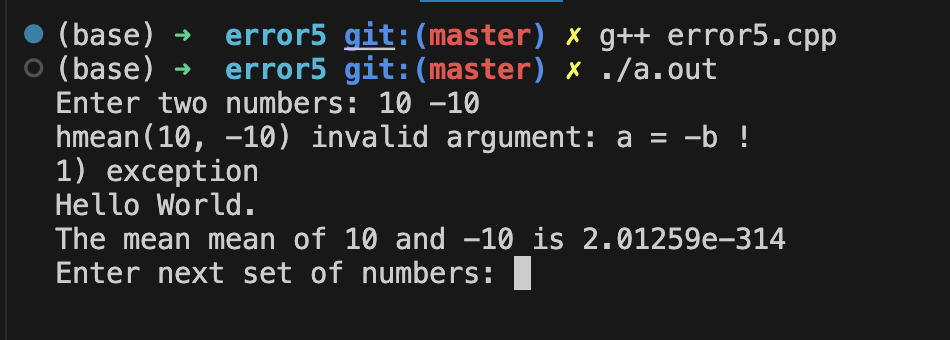 (base) ➜ error5 git:(master) ✗ g++ error5.cpp
(base) ➜ error5 git:(master) ✗ ./a.out
Enter two numbers: 10 -10
hmean(10, -10) invalid argument: a = -b !
1) exception
Hello World.
The mean mean of 10 and -10 is 2.01259e-314
Enter next set of numbers: